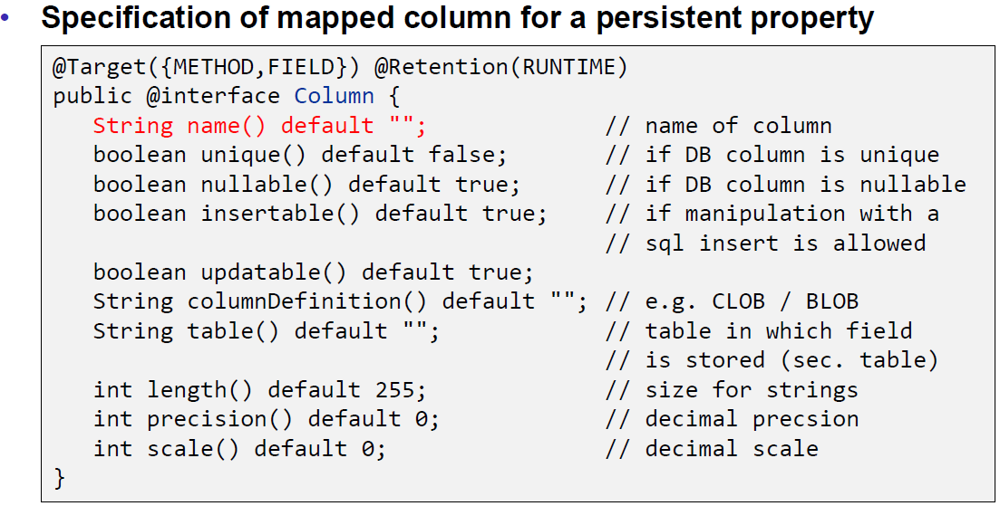 • Specification of mapped column for a persistent property
@Target({METHOD,FIELD}) @Retention(RUNTIME)
public @interface Column {
   String name() default "";             // name of column
   boolean unique() default false;       // if DB column is unique
   boolean nullable() default true;      // if DB column is nullable
   boolean insertable() default true;    // if manipulation with a
                                         // sql insert is allowed
   boolean updatable() default true;
   String columnDefinition() default ""; // e.g. CLOB / BLOB
   String table() default "";            // table in which field
                                         // is stored (sec. table)
   int length() default 255;             // size for strings
   int precision() default 0;            // decimal precsion
   int scale() default 0;                // decimal scale
}